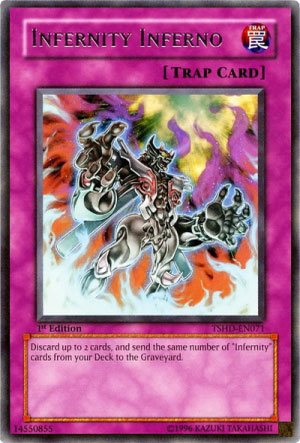 INFERNITY INFERNO
TRAP
罠
[TRAP CARD]
1st Edition
TSHD-EN071
Discard up to 2 cards, and send the same number of "Infernity"
cards from your Deck to the Graveyard.
14550855
©1996 KAZUKI TAKAHASHI